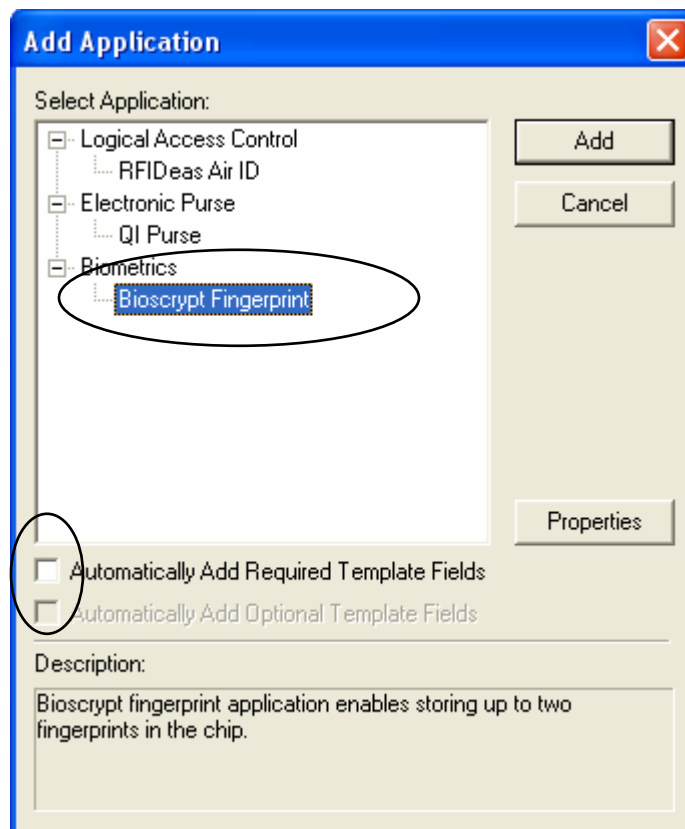 Add Application
Select Application:
Logical Access Control
RFIDeas Air ID
Electronic Purse
QI Purse
Biometrics
Bioscrypt Fingerprint
Add
Cancel
Properties
Automatically Add Required Template Fields
Automatically Add Optional Template Fields
Description:
Bioscrypt fingerprint application enables storing up to two
fingerprints in the chip.